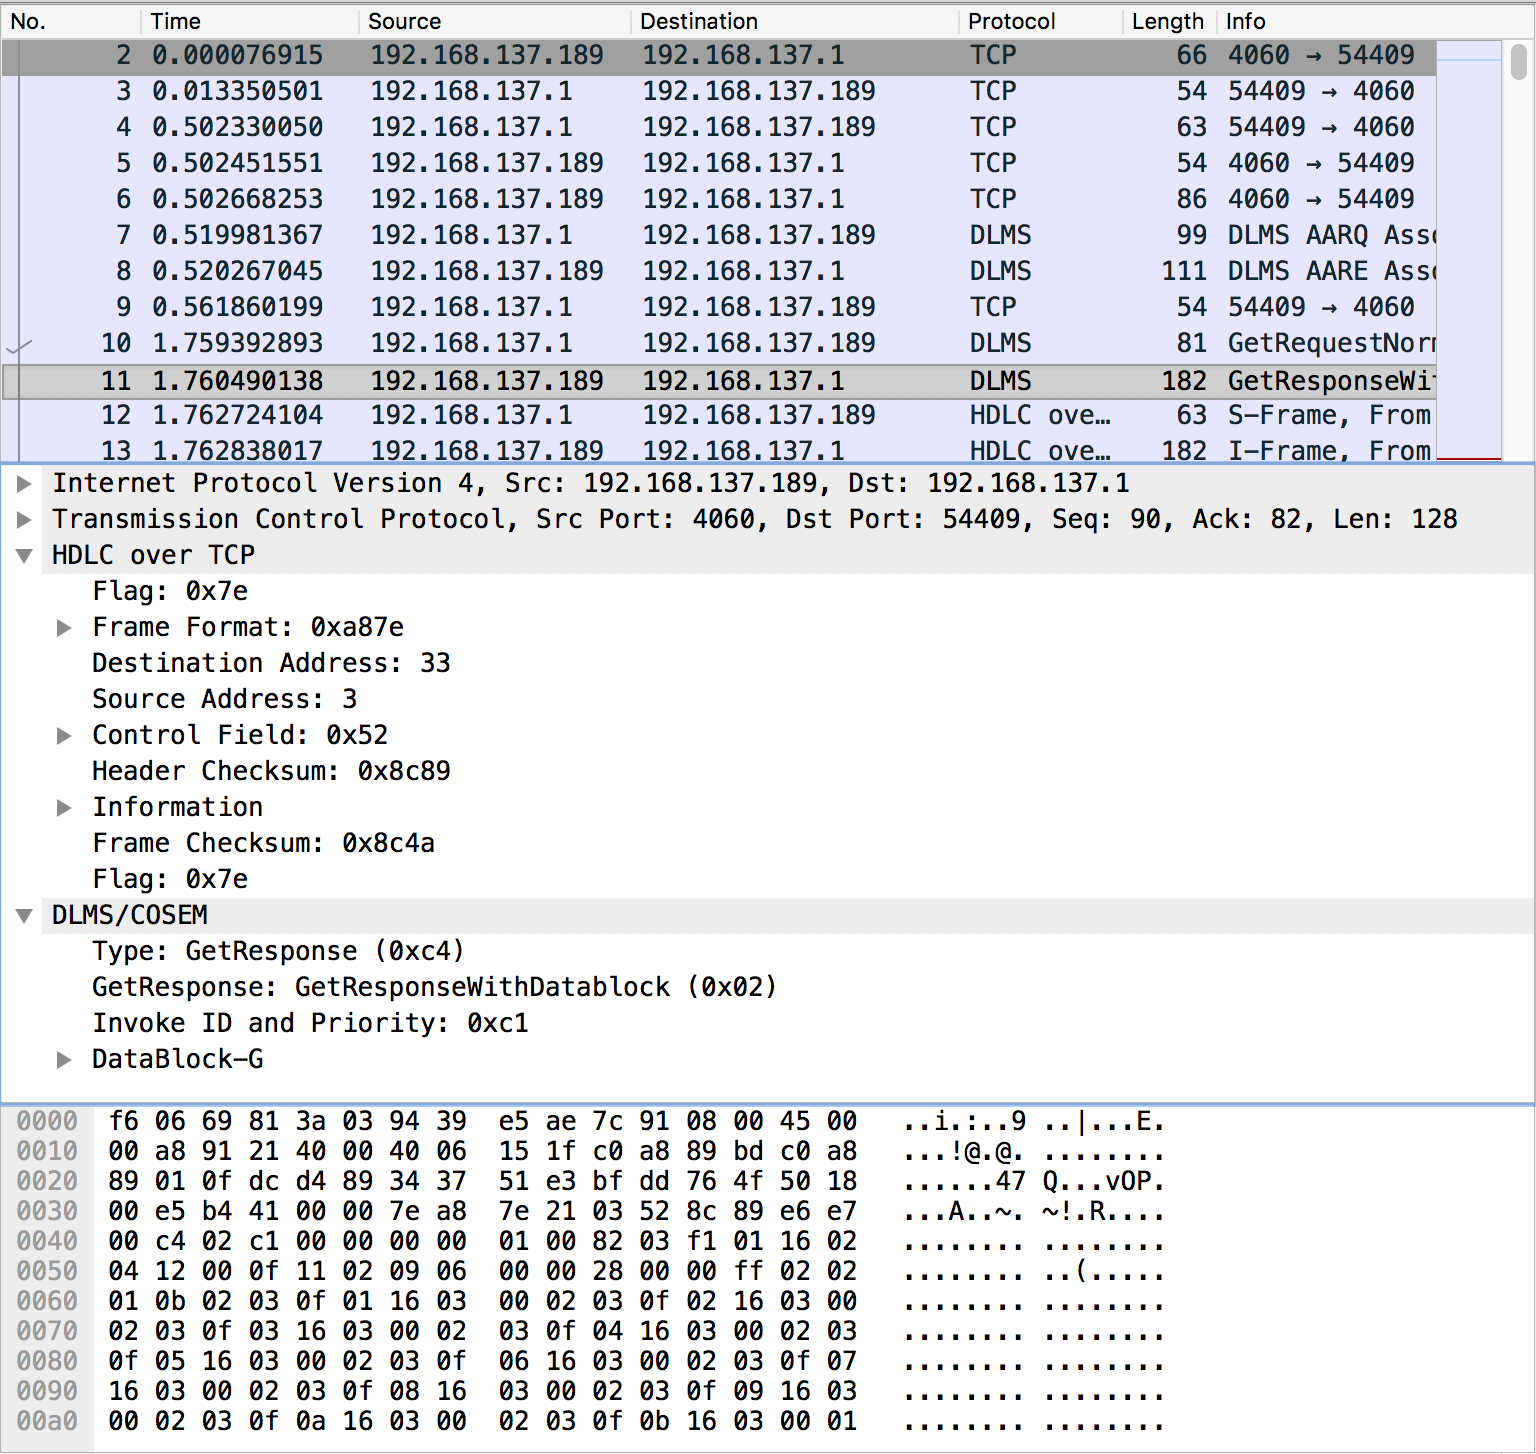 No. Time Source Destination Protocol Length Info
2 0.000076915 192.168.137.189 192.168.137.1 TCP 66 4060 → 54409
3 0.013350501 192.168.137.1 192.168.137.189 TCP 54 54409 → 4060
4 0.502330050 192.168.137.1 192.168.137.189 TCP 63 54409 → 4060
5 0.502451551 192.168.137.189 192.168.137.1 TCP 54 4060 → 54409
6 0.502668253 192.168.137.189 192.168.137.1 TCP 86 4060 → 54409
7 0.519981367 192.168.137.1 192.168.137.189 DLMS 99 DLMS AARQ Asso
8 0.520267045 192.168.137.189 192.168.137.1 DLMS 111 DLMS AARE Asso
9 0.561860199 192.168.137.1 192.168.137.189 TCP 54 54409 → 4060
10 1.759392893 192.168.137.1 192.168.137.189 DLMS 81 GetRequestNorm
11 1.760490138 192.168.137.189 192.168.137.1 DLMS 182 GetResponseWit
12 1.762724104 192.168.137.1 192.168.137.189 HDLC ove… 63 S-Frame, From
13 1.762838017 192.168.137.189 192.168.137.1 HDLC ove… 182 I-Frame, From
Internet Protocol Version 4, Src: 192.168.137.189, Dst: 192.168.137.1
Transmission Control Protocol, Src Port: 4060, Dst Port: 54409, Seq: 90, Ack: 82, Len: 128
HDLC over TCP
Flag: 0x7e
Frame Format: 0xa87e
Destination Address: 33
Source Address: 3
Control Field: 0x52
Header Checksum: 0x8c89
Information
Frame Checksum: 0x8c4a
Flag: 0x7e
DLMS/COSEM
Type: GetResponse (0xc4)
GetResponse: GetResponseWithDatablock (0x02)
Invoke ID and Priority: 0xc1
DataBlock-G
0000 f6 06 69 81 3a 03 94 39 e5 ae 7c 91 08 00 45 00 ..i.:..9 ..|...E.
0010 00 a8 91 21 40 00 40 06 15 1f c0 a8 89 bd c0 a8 ...!@.@. ........
0020 89 01 0f dc d4 89 34 37 51 e3 bf dd 76 4f 50 18 ......47 Q...vOP.
0030 00 e5 b4 41 00 00 7e a8 7e 21 03 52 8c 89 e6 e7 ...A..~. ~!.R....
0040 00 c4 02 c1 00 00 00 00 01 00 82 03 f1 01 16 02 ........ ........
0050 04 12 00 0f 11 02 09 06 00 00 28 00 00 ff 02 02 ........ ..(.....
0060 01 0b 02 03 0f 01 16 03 00 02 03 0f 02 16 03 00 ........ ........
0070 02 03 0f 03 16 03 00 02 03 0f 04 16 03 00 02 03 ........ ........
0080 0f 05 16 03 00 02 03 0f 06 16 03 00 02 03 0f 07 ........ ........
0090 16 03 00 02 03 0f 08 16 03 00 02 03 0f 09 16 03 ........ ........
00a0 00 02 03 0f 0a 16 03 00 02 03 0f 0b 16 03 00 01 ........ ........